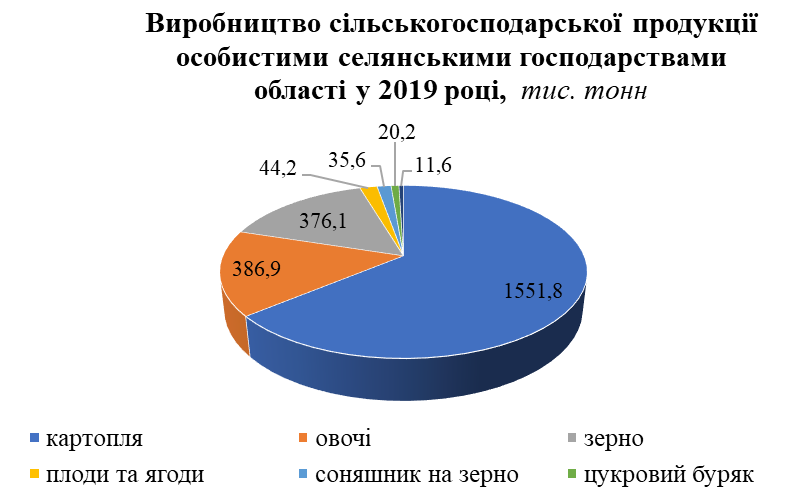 Виробництво сільськогосподарської продукції
особистими селянськими господарствами
області у 2019 році, тис. тонн
20,2
35,6
11,6
44,2
376,1
386,9
1551,8
картопля
овочі
зерно
плоди та ягоди
соняшник на зерно
цукровий буряк